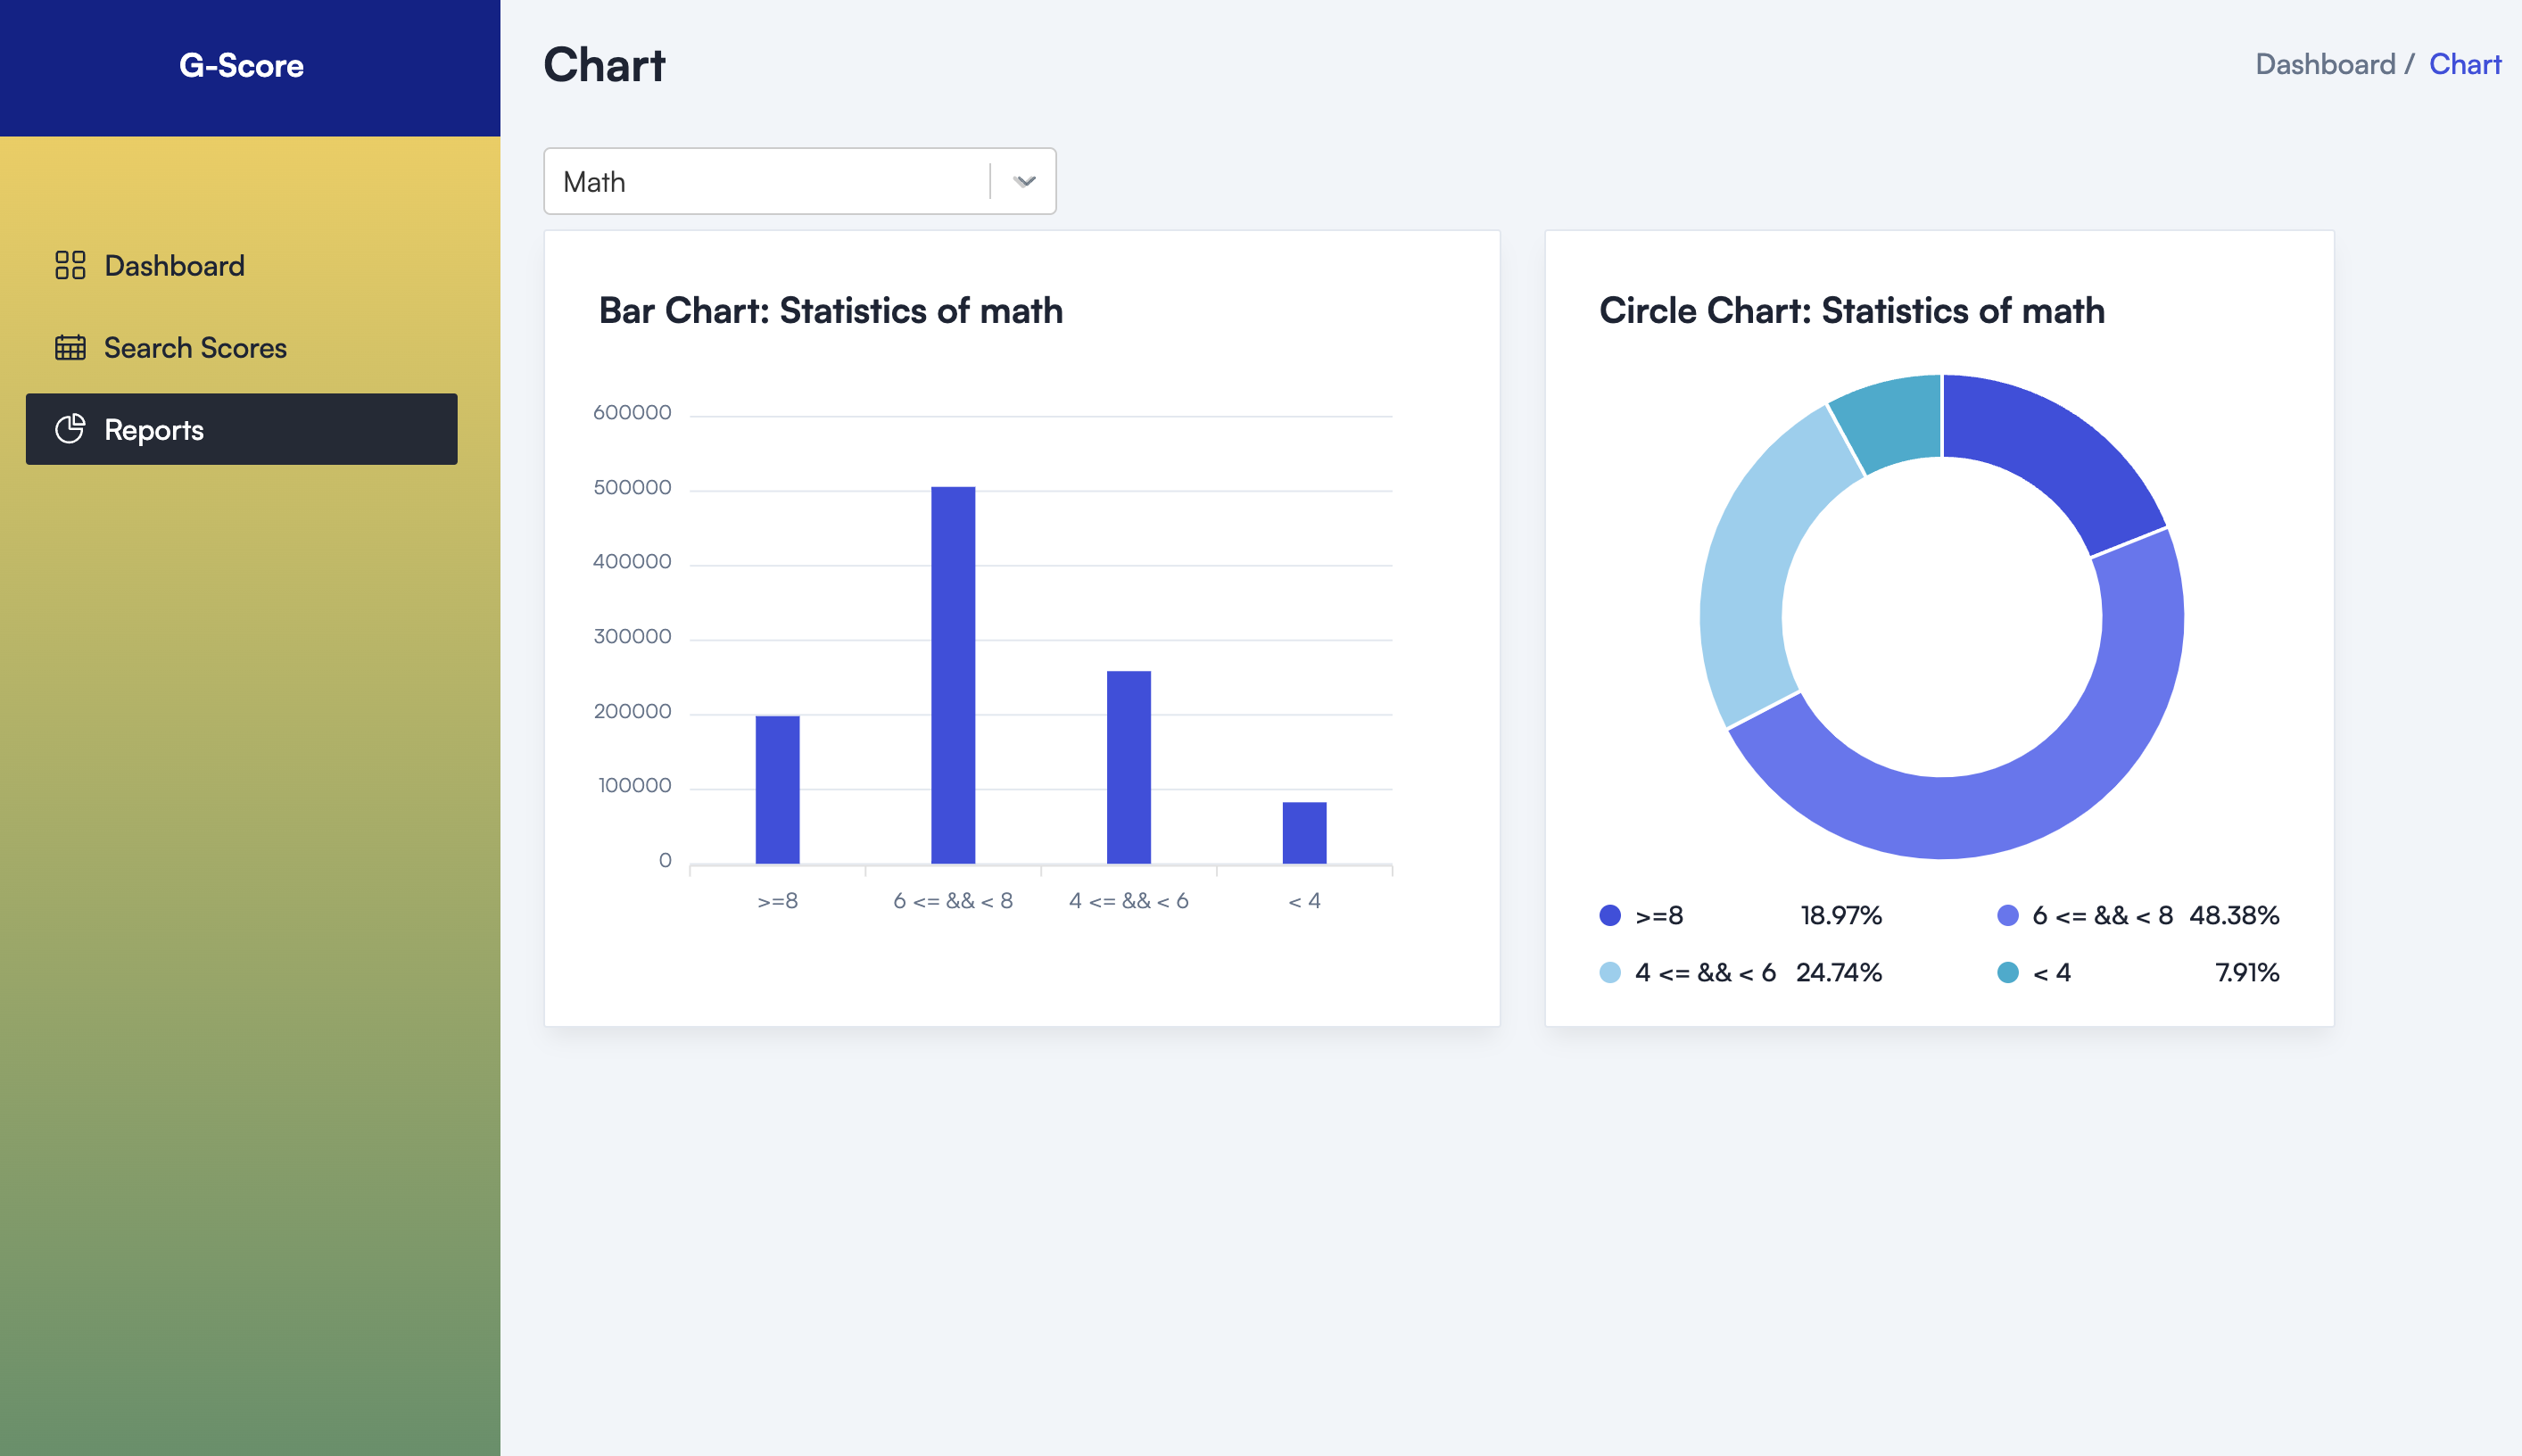 G-Score
Dashboard
Search Scores
Reports
Chart
Dashboard / Chart
Math
Bar Chart: Statistics of math
600000
500000
400000
300000
200000
100000
0
>=8 6 <= && < 8 4 <= && < 6 < 4
Circle Chart: Statistics of math
>=8 18.97% 6 <= && < 8 48.38%
4 <= && < 6 24.74% < 4 7.91%